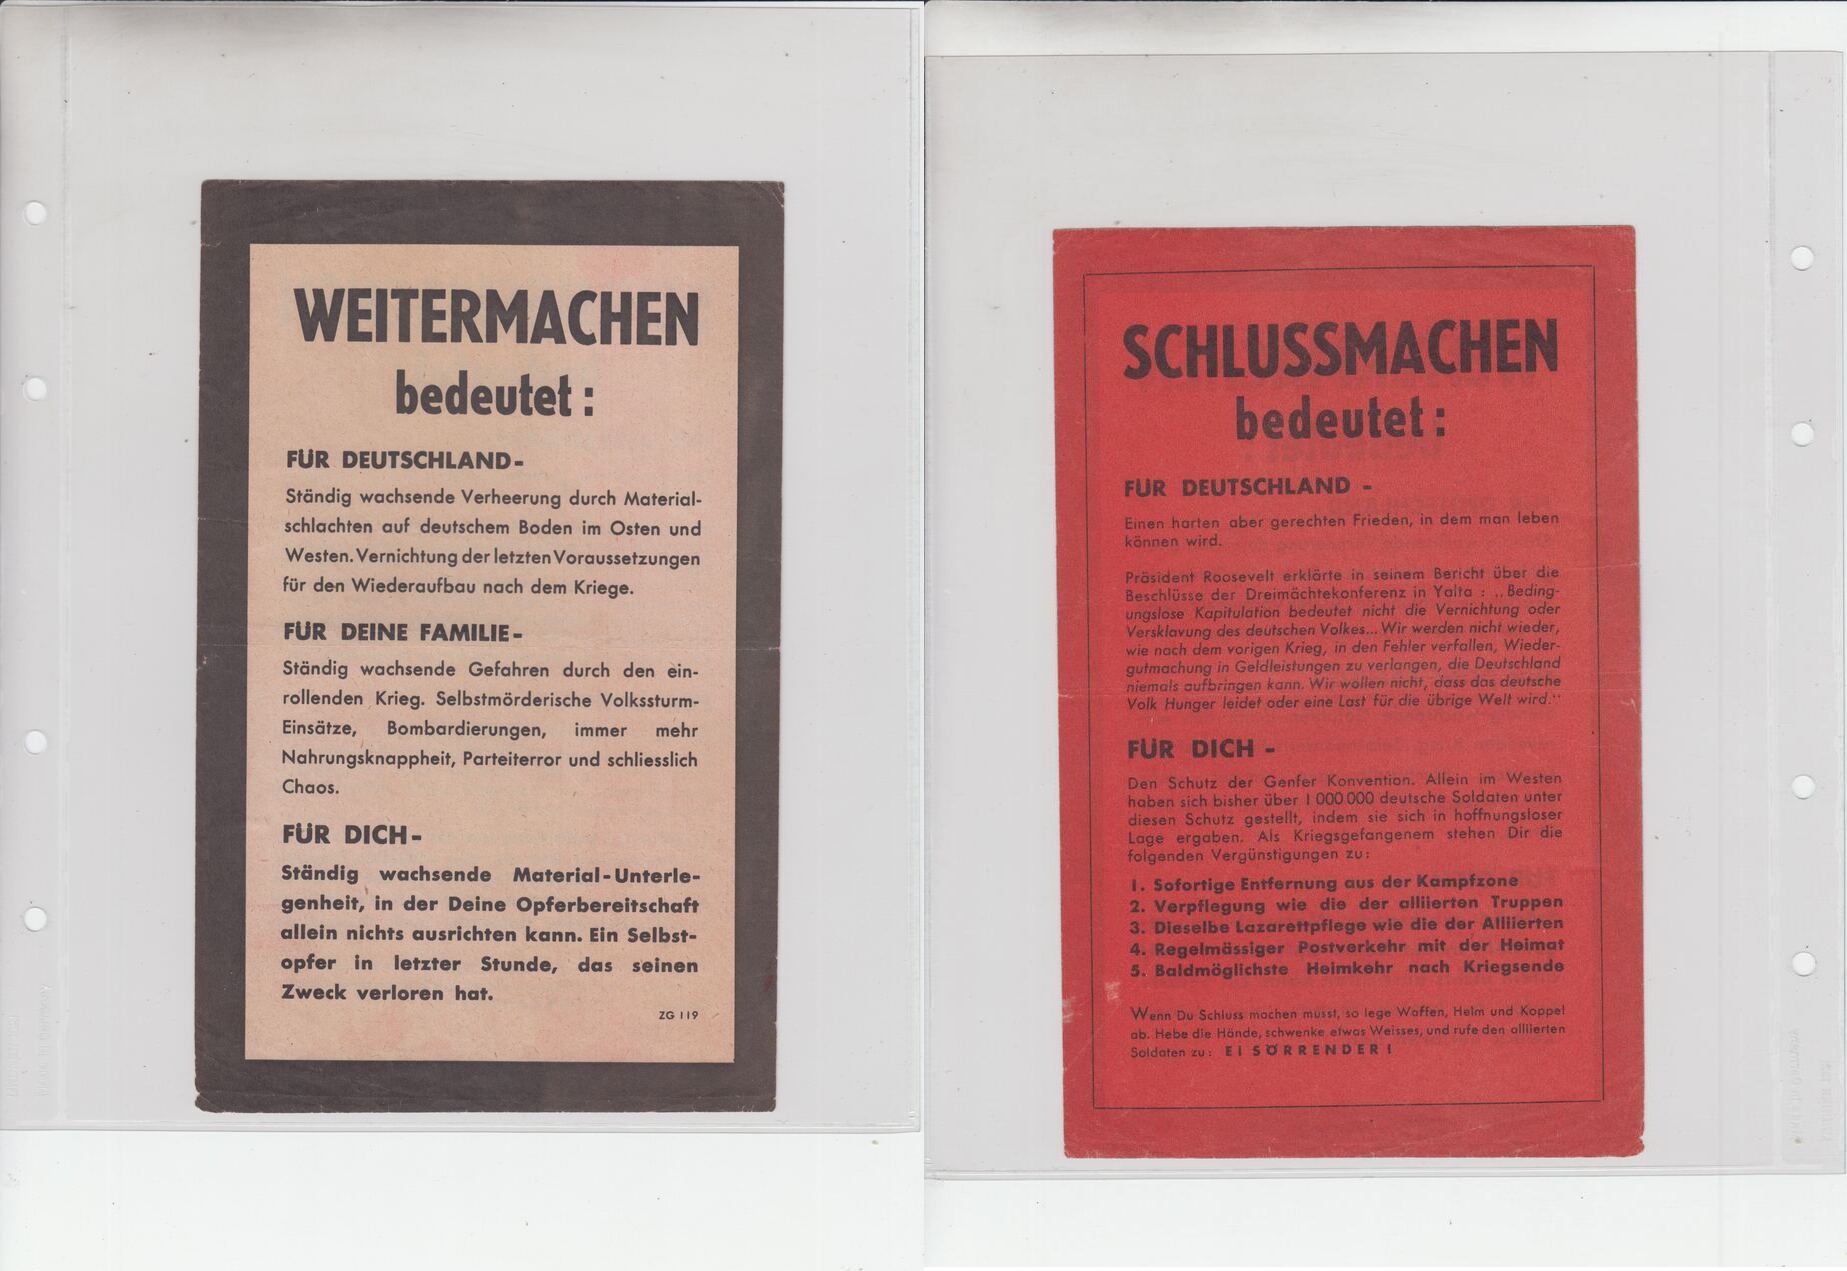 WEITERMACHEN
bedeutet :
FÜR DEUTSCHLAND-
Ständig wachsende Verheerung durch Material-
schlachten auf deutschem Boden im Osten und
Westen. Vernichtung der letzten Voraussetzungen
für den Wiederaufbau nach dem Kriege.
FÜR DEINE FAMILIE-
Ständig wachsende Gefahren durch den ein-
rollenden Krieg. Selbstmörderische Volkssturm-
Einsätze, Bombardierungen, immer mehr
Nahrungsknappheit, Parteiterror und schliesslich
Chaos.
FÜR DICH-
Ständig wachsende Material-Unterle-
genheit, in der Deine Opferbereitschaft
allein nichts ausrichten kann. Ein Selbst-
opfer in letzter Stunde, das seinen
Zweck verloren hat.
ZG 119
SCHLUSSMACHEN
bedeutet :
FÜR DEUTSCHLAND -
Einen harten aber gerechten Frieden, in dem man leben
können wird.
Präsident Roosevelt erklärte in seinem Bericht über die
Beschlüsse der Dreimächtekonferenz in Yalta : „Beding-
ungslose Kapitulation bedeutet nicht die Vernichtung oder
Versklavung des deutschen Volkes... Wir werden nicht wieder,
wie nach dem vorigen Krieg, in den Fehler verfallen, Wieder-
gutmachung in Geldleistungen zu verlangen, die Deutschland
niemals aufbringen kann. Wir wollen nicht, dass das deutsche
Volk Hunger leidet oder eine Last für die übrige Welt wird."
FÜR DICH -
Den Schutz der Genfer Konvention. Allein im Westen
haben sich bisher über 1 000 000 deutsche Soldaten unter
diesen Schutz gestellt, indem sie sich in hoffnungsloser
Lage ergaben. Als Kriegsgefangenem stehen Dir die
folgenden Vergünstigungen zu:
1. Sofortige Entfernung aus der Kampfzone
2. Verpflegung wie die der alliierten Truppen
3. Dieselbe Lazarettpflege wie die der Alliierten
4. Regelmässiger Postverkehr mit der Heimat
5. Baldmöglichste Heimkehr nach Kriegsende
Wenn Du Schluss machen musst, so lege Waffen, Helm und Koppel
ab. Hebe die Hände, schwenke etwas Weisses, und rufe den alliierten
Soldaten zu: EI SÖRRENDER !